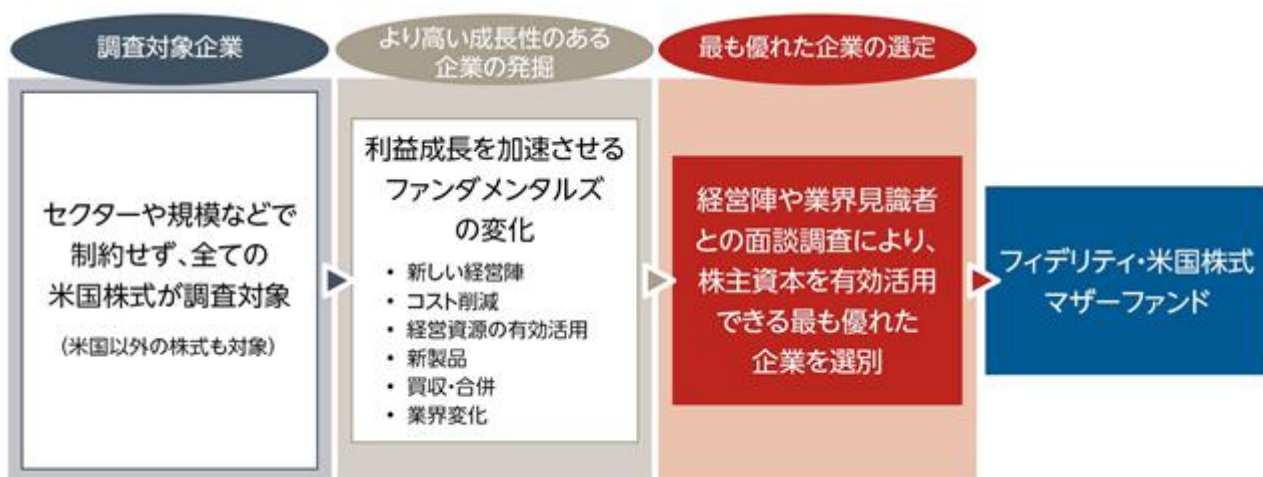 調査対象企業
セクターや規模などで
制約せず、全ての
米国株式が調査対象
(米国以外の株式も対象)
より高い成長性のある
企業の発掘
利益成長を加速させる
ファンダメンタルズ
の変化
• 新しい経営陣
• コスト削減
• 経営資源の有効活用
• 新製品
• 買収・合併
• 業界変化
最も優れた企業の選定
経営陣や業界見識者
との面談調査により、
株主資本を有効活用
できる最も優れた
企業を選別
フィデリティ・米国株式
マザーファンド